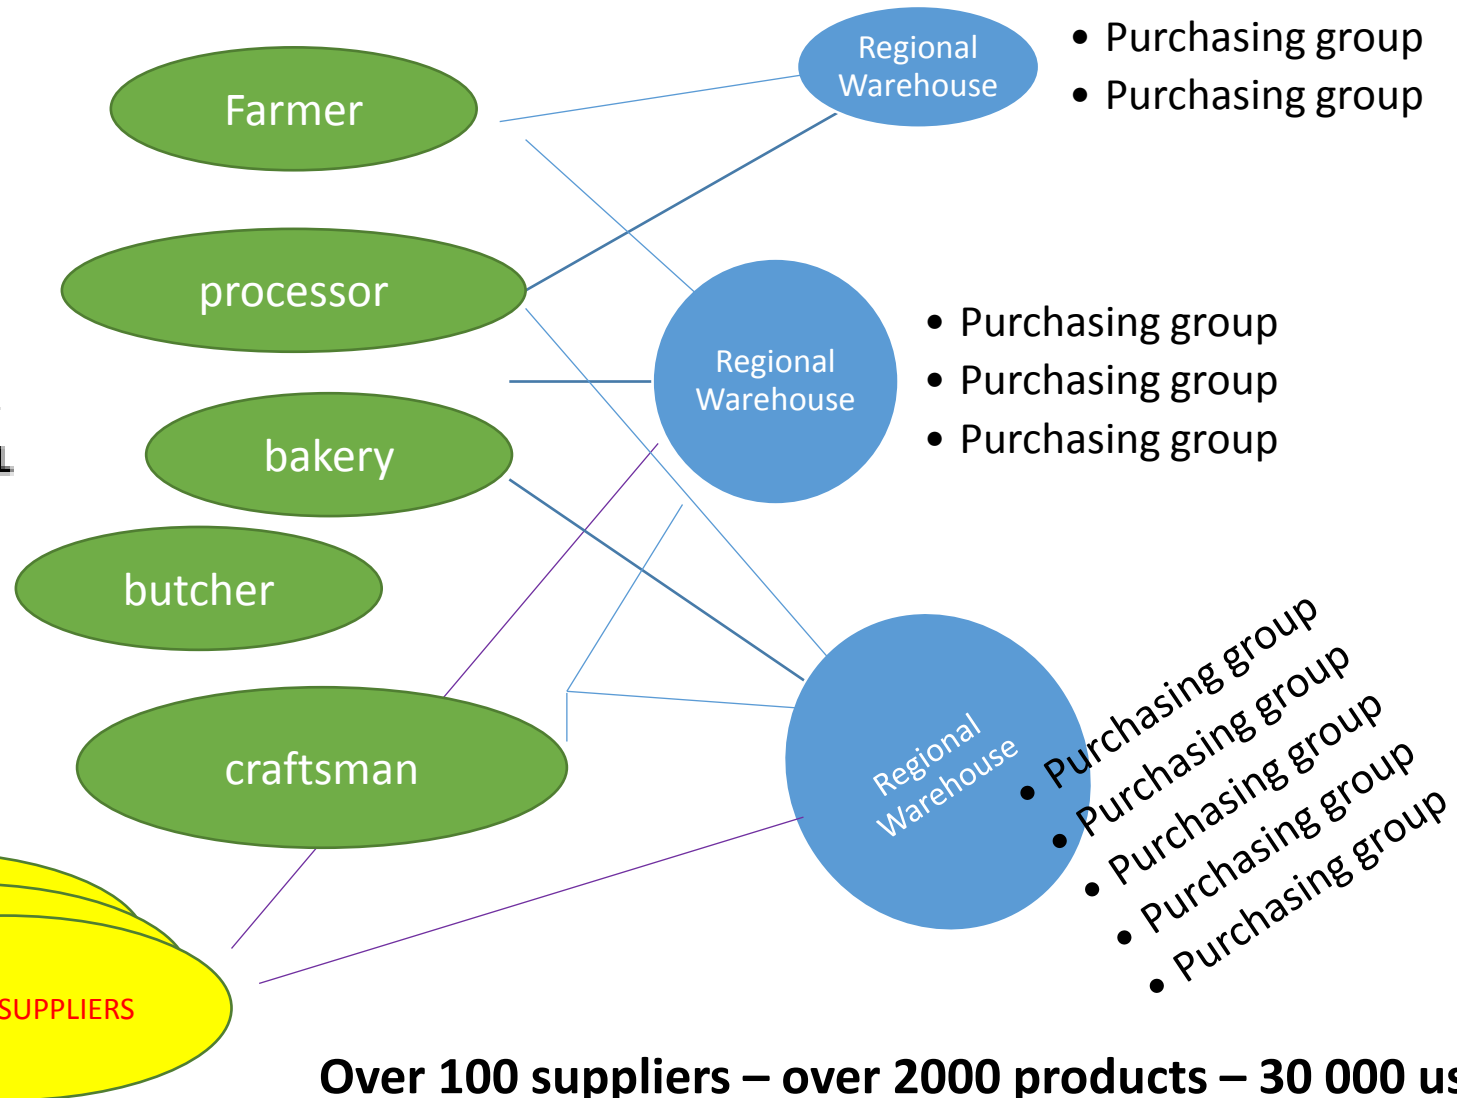 Farmer
Regional
Warehouse
• Purchasing group
• Purchasing group
processor
Regional
Warehouse
• Purchasing group
• Purchasing group
• Purchasing group
bakery
butcher
craftsman
Regional
Warehouse
• Purchasing group
• Purchasing group
• Purchasing group
• Purchasing group
• Purchasing group
SUPPLIERS
Over 100 suppliers – over 2000 products – 30 000